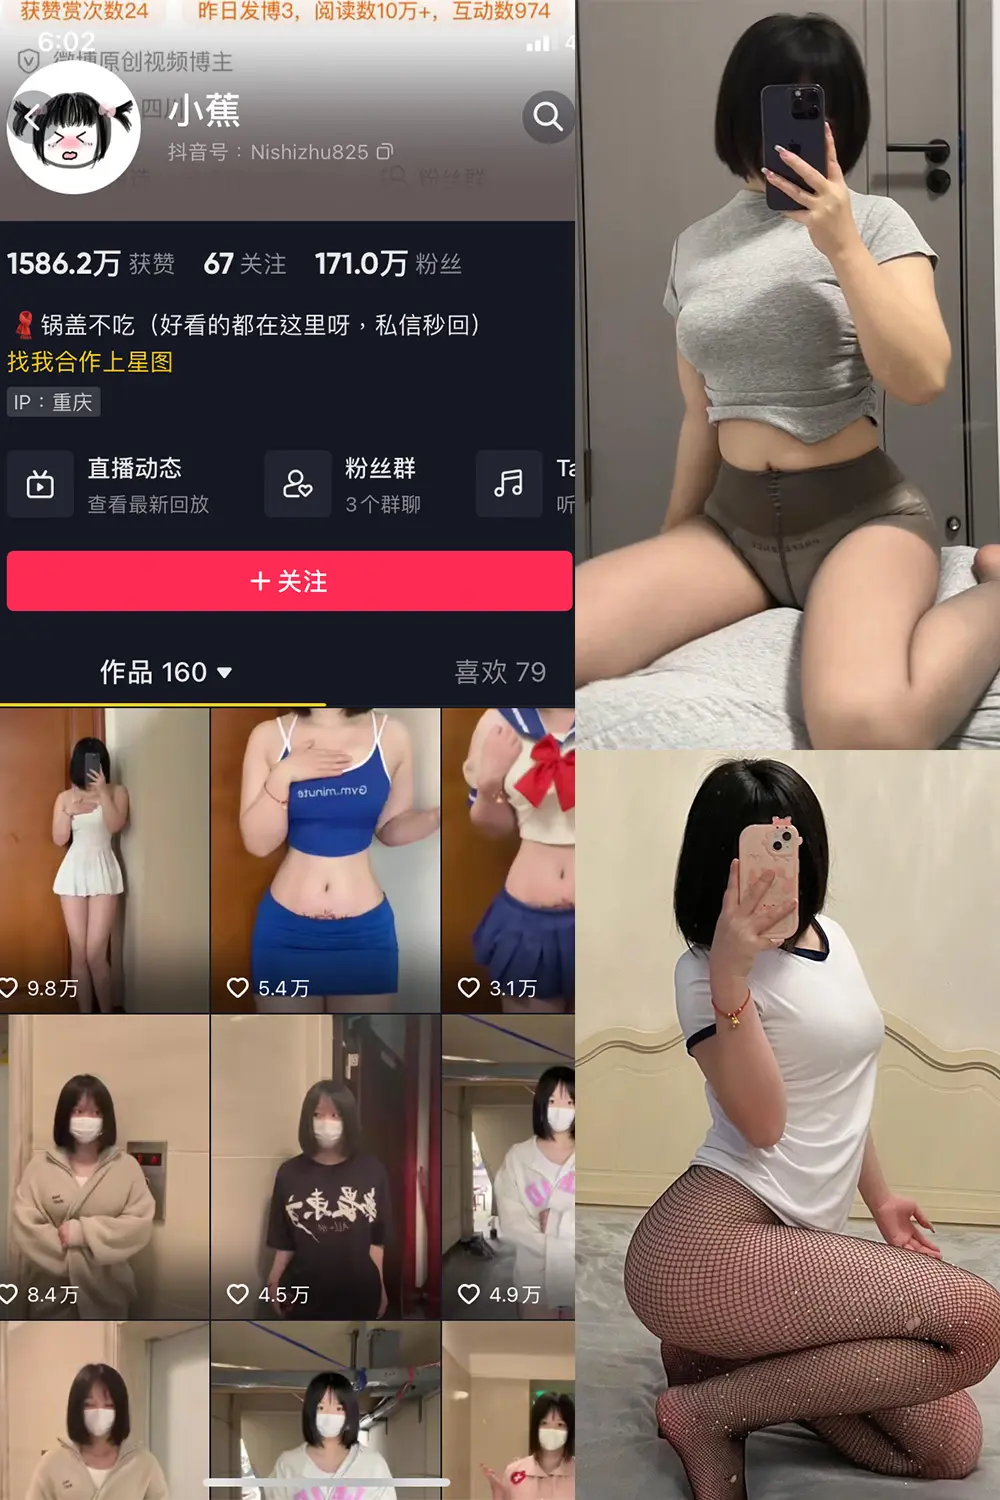 获赞赏次数24
昨日发博3，阅读数10万+，互动数974
6:02
4
微博原创视频博主
四川
小蕉
抖音号：Nishizhu825
粉丝群
1586.2万 获赞
67 关注
171.0万 粉丝
锅盖不吃（好看的都在这里呀，私信秒回）
找我合作上星图
IP：重庆
直播动态
查看最新回放
粉丝群
3个群聊
Ta
听
+ 关注
作品 160
喜欢 79
Gym.minute
9.8万
5.4万
3.1万
8.4万
4.5万
4.9万